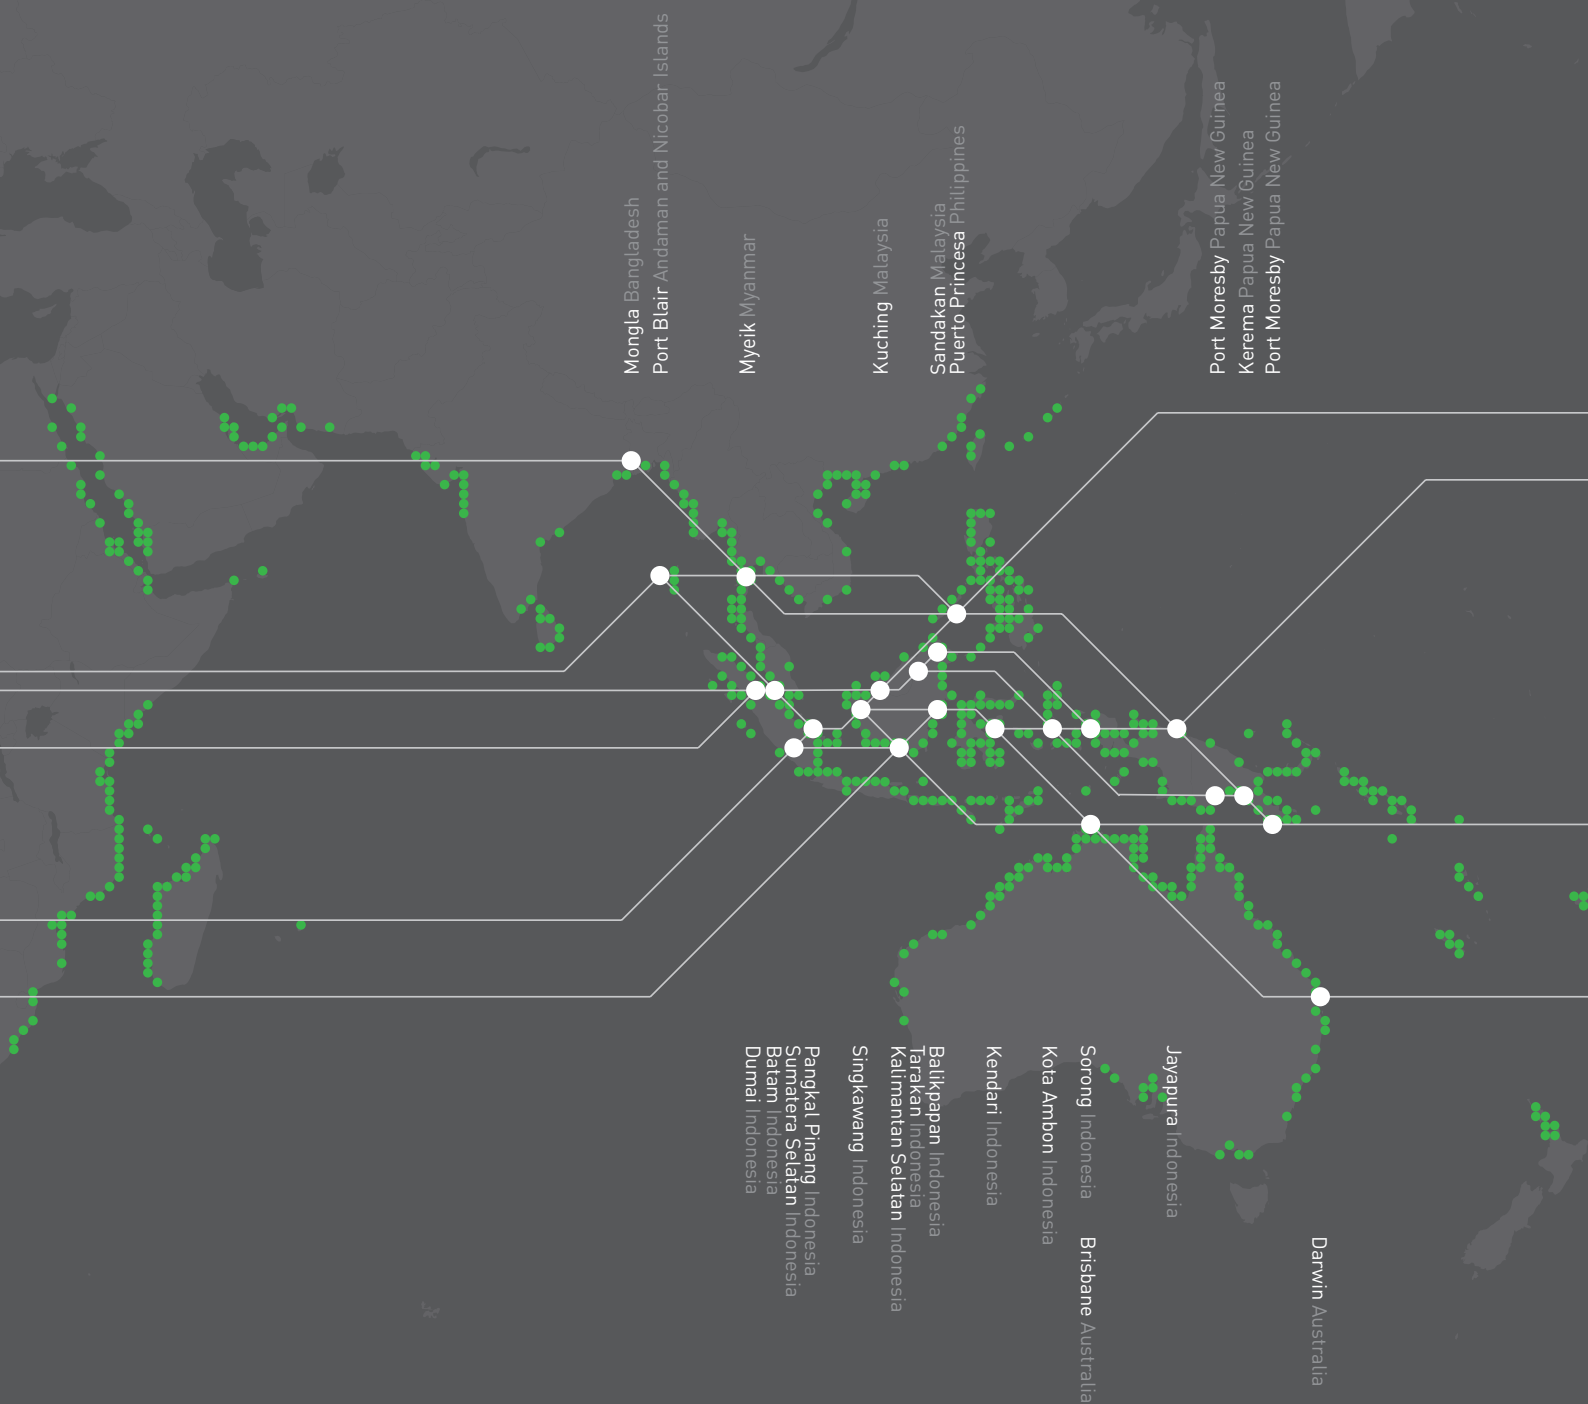 Mongla Bangladesh
Port Blair Andaman and Nicobar Islands
Myeik Myanmar
Kuching Malaysia
Sandakan Malaysia
Puerto Princesa Philippines
Port Moresby Papua New Guinea
Kerema Papua New Guinea
Port Moresby Papua New Guinea
Dumai Indonesia
Batam Indonesia
Sumatera Selatan Indonesia
Pangkal Pinang Indonesia
Singkawang Indonesia
Kalimantan Selatan Indonesia
Tarakan Indonesia
Balikpapan Indonesia
Kendari Indonesia
Kota Ambon Indonesia
Sorong Indonesia
Brisbane Australia
Jayapura Indonesia
Darwin Australia